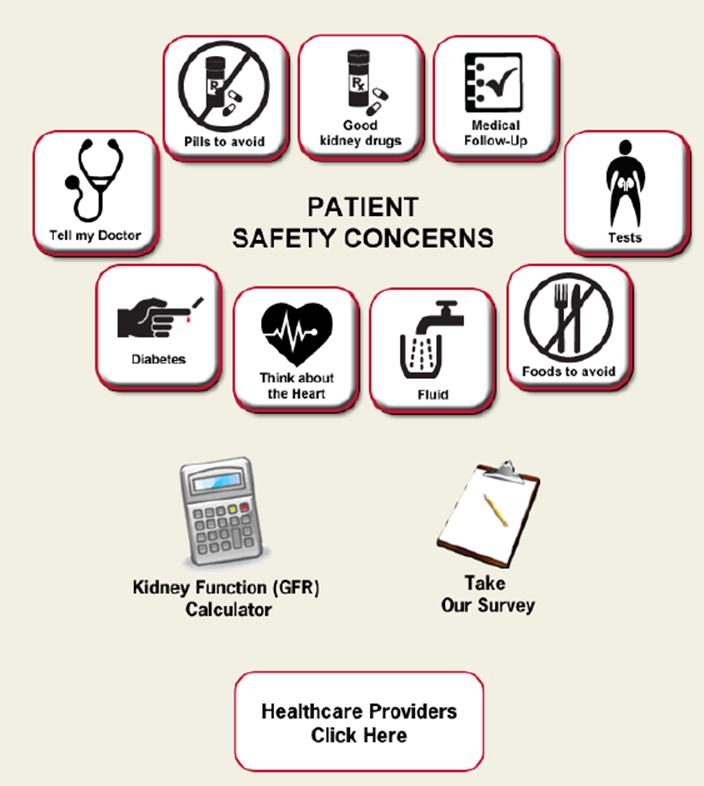 Pills to avoid
Good
kidney drugs
Medical
Follow-Up
Tell my Doctor
Tests
PATIENT
SAFETY CONCERNS
Diabetes
Think about
the Heart
Fluid
Foods to avoid
Kidney Function (GFR)
Calculator
Take
Our Survey
Healthcare Providers
Click Here